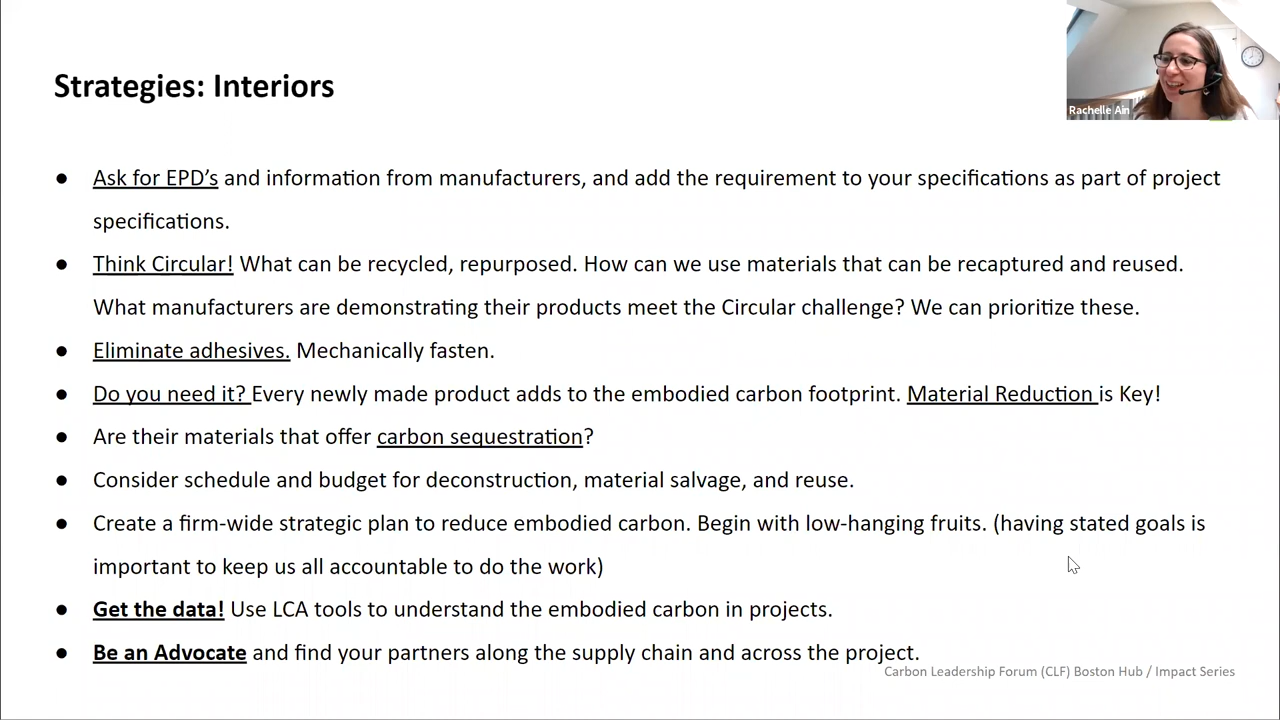 Strategies: Interiors
Rachelle Ain
● Ask for EPD’s and information from manufacturers, and add the requirement to your specifications as part of project
specifications.
● Think Circular! What can be recycled, repurposed. How can we use materials that can be recaptured and reused.
What manufacturers are demonstrating their products meet the Circular challenge? We can prioritize these.
● Eliminate adhesives. Mechanically fasten.
● Do you need it? Every newly made product adds to the embodied carbon footprint. Material Reduction is Key!
● Are their materials that offer carbon sequestration?
● Consider schedule and budget for deconstruction, material salvage, and reuse.
● Create a firm-wide strategic plan to reduce embodied carbon. Begin with low-hanging fruits. (having stated goals is
important to keep us all accountable to do the work)
● Get the data! Use LCA tools to understand the embodied carbon in projects.
● Be an Advocate and find your partners along the supply chain and across the project.
Carbon Leadership Forum (CLF) Boston Hub / Impact Series